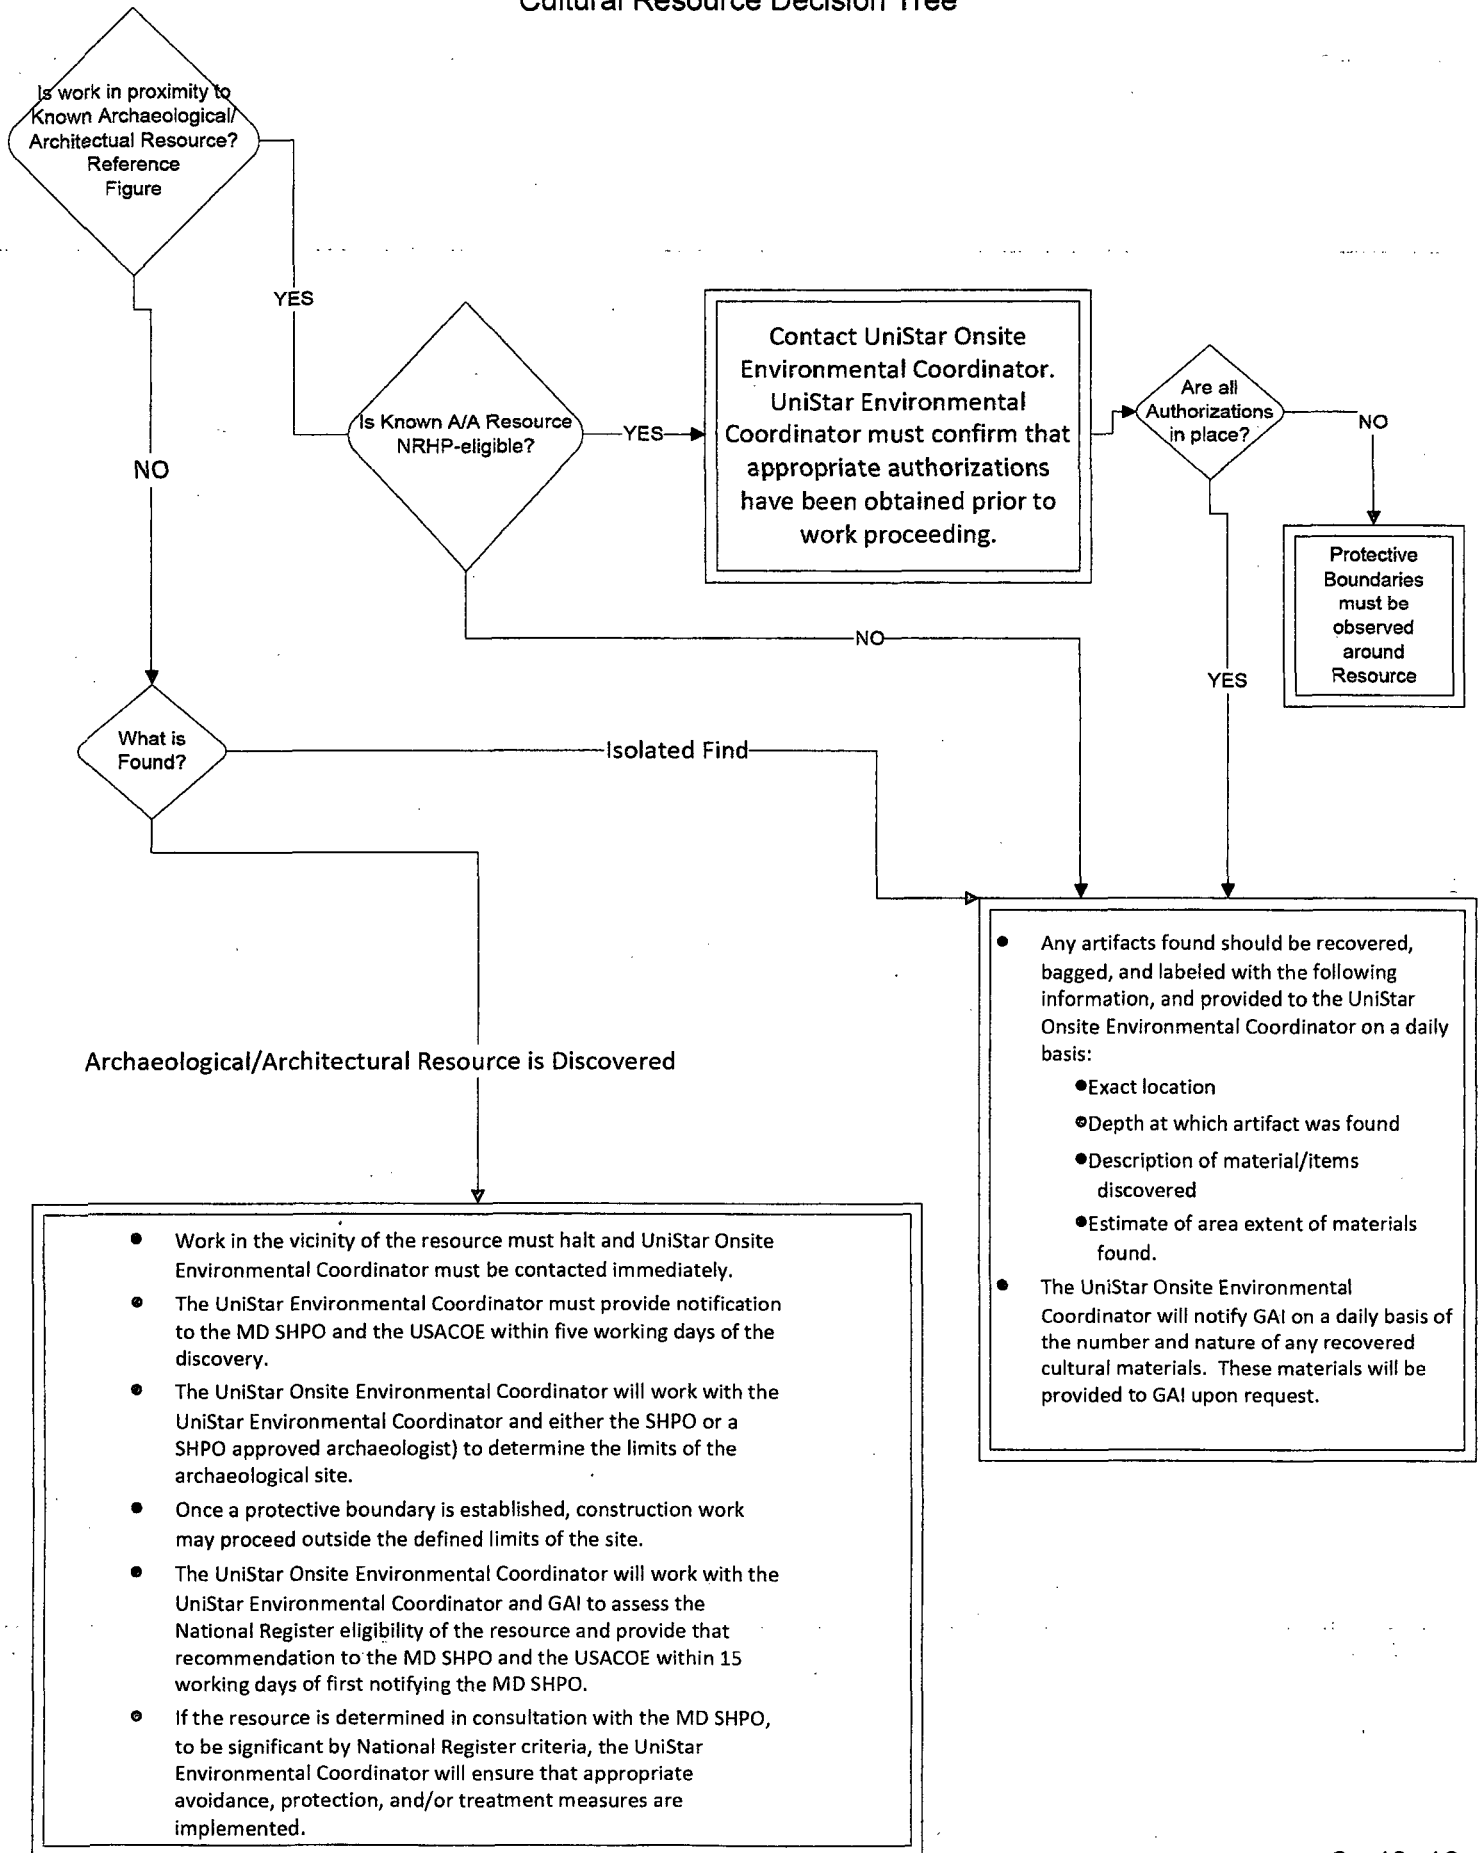 Cultural Resource Decision Tree
Is work in proximity to
Known Archaeological/
Architectual Resource?
Reference
Figure
YES
NO
Is Known A/A Resource
NRHP-eligible?
YES
Contact UniStar Onsite
Environmental Coordinator.
UniStar Environmental
Coordinator must confirm that
appropriate authorizations
have been obtained prior to
work proceeding.
Are all
Authorizations
in place?
NO
Protective
Boundaries
must be
observed
around
Resource
NO
YES
What is
Found?
Isolated Find
Archaeological/Architectural Resource is Discovered
● Any artifacts found should be recovered,
bagged, and labeled with the following
information, and provided to the UniStar
Onsite Environmental Coordinator on a daily
basis:
●Exact location
●Depth at which artifact was found
●Description of material/items
discovered
●Estimate of area extent of materials
found.
● The UniStar Onsite Environmental
Coordinator will notify GAI on a daily basis of
the number and nature of any recovered
cultural materials. These materials will be
provided to GAI upon request.
● Work in the vicinity of the resource must halt and UniStar Onsite
Environmental Coordinator must be contacted immediately.
● The UniStar Environmental Coordinator must provide notification
to the MD SHPO and the USACOE within five working days of the
discovery.
● The UniStar Onsite Environmental Coordinator will work with the
UniStar Environmental Coordinator and either the SHPO or a
SHPO approved archaeologist) to determine the limits of the
archaeological site.
● Once a protective boundary is established, construction work
may proceed outside the defined limits of the site.
● The UniStar Onsite Environmental Coordinator will work with the
UniStar Environmental Coordinator and GAI to assess the
National Register eligibility of the resource and provide that
recommendation to the MD SHPO and the USACOE within 15
working days of first notifying the MD SHPO.
● If the resource is determined in consultation with the MD SHPO,
to be significant by National Register criteria, the UniStar
Environmental Coordinator will ensure that appropriate
avoidance, protection, and/or treatment measures are
implemented.